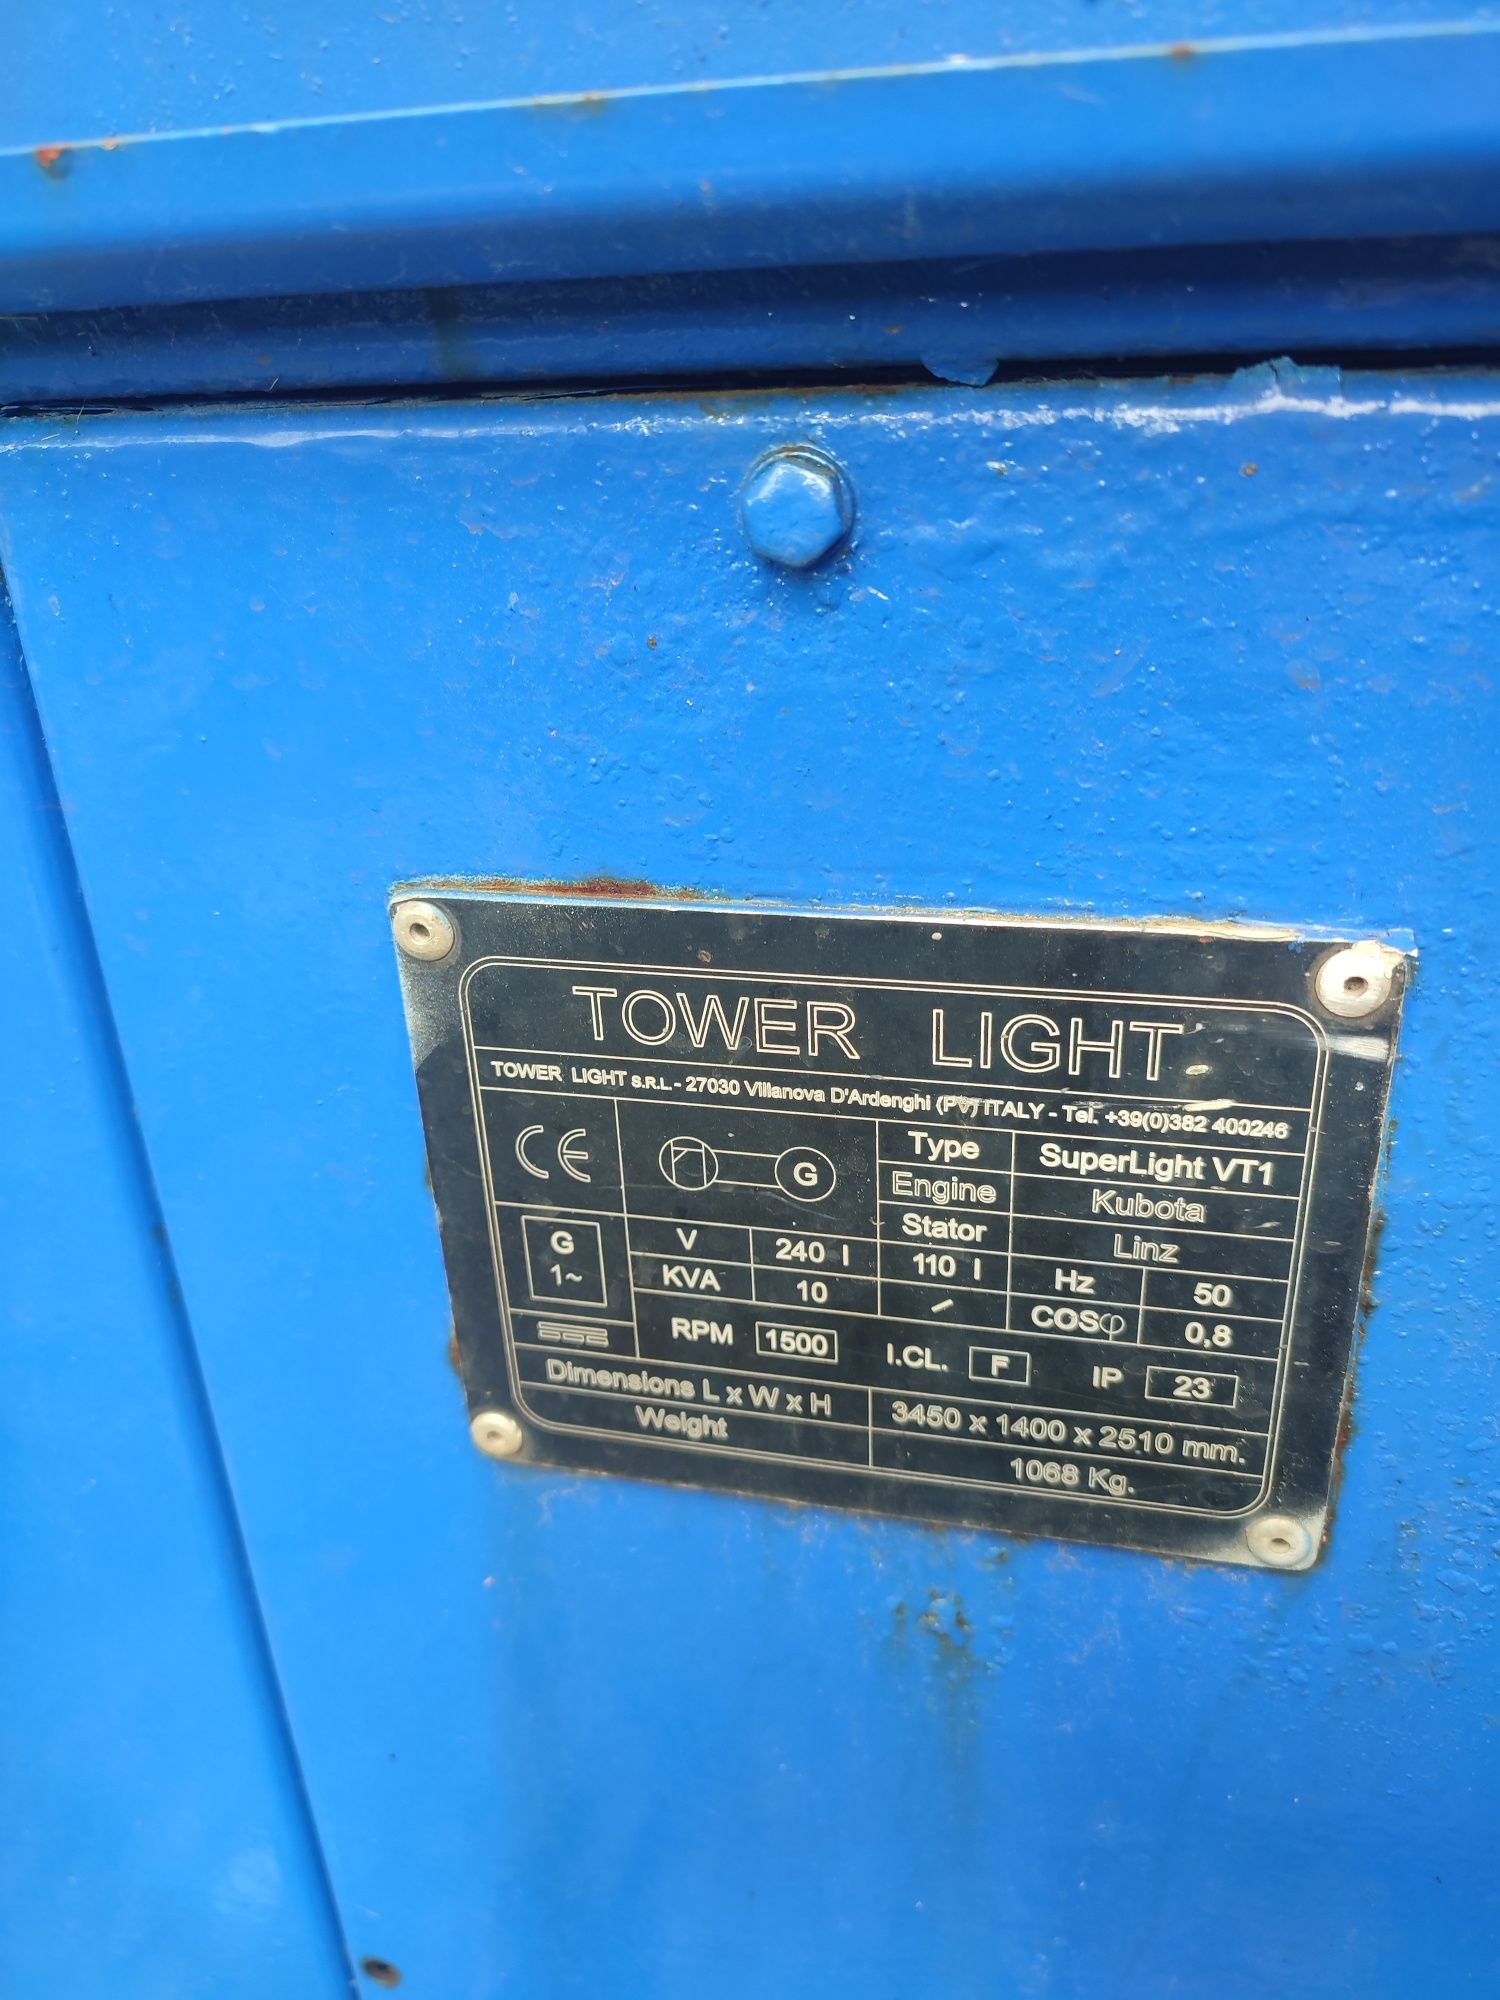 TOWER LIGHT
TOWER LIGHT S.R.L - 27030 Villanova D'Ardenghi (PV) ITALY - Tel. +39(0)382 400246
CE
G
Type SuperLight VT1
Engine Kubota
Stator Linz
G
1~
V 240 I 110 I Hz 50
KVA 10 / COSφ 0,8
RPM 1500 I.CL. F IP 23
Dimensions L x W x H 3450 x 1400 x 2510 mm.
Weight 1068 Kg.